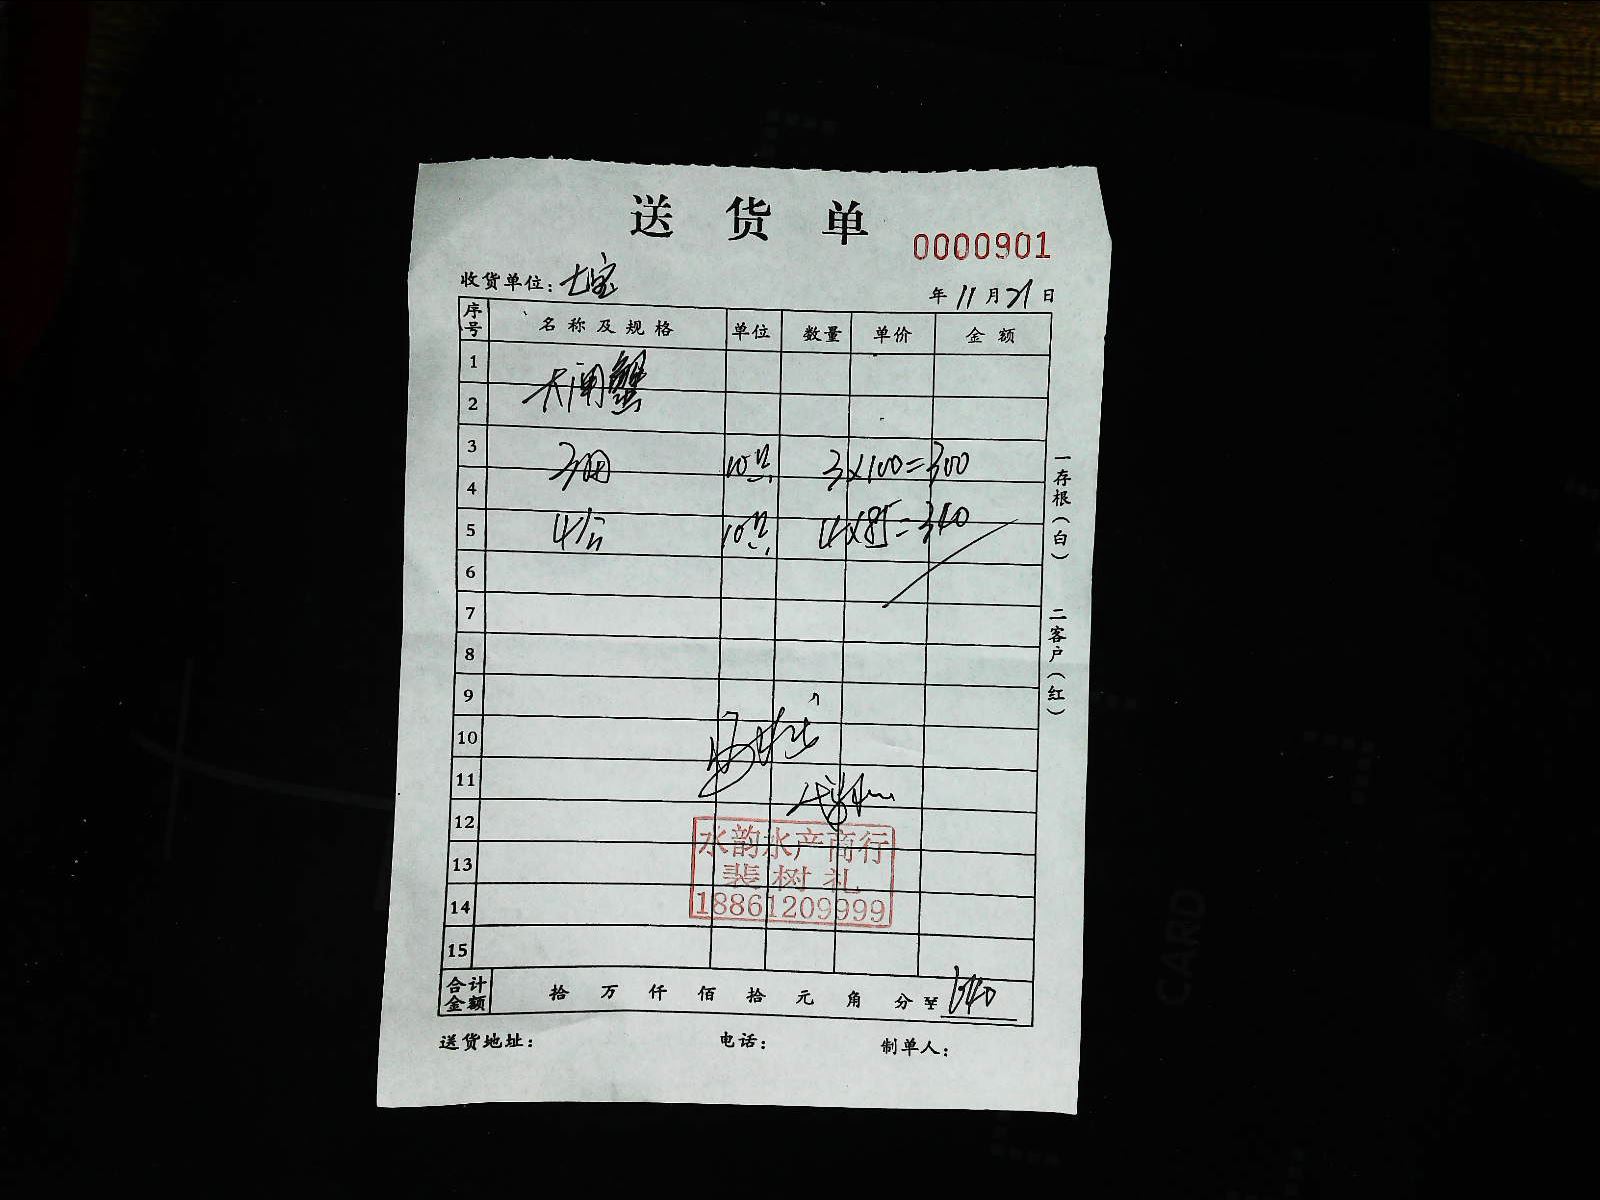 送货单
0000901
收货单位：七宝
年 11 月 21 日
序号 名称及规格 单位 数量 单价 金额
1
大闸蟹
2
3 10只 3×100=300
4
5 10只 4×85=340
6
7
8
9
10
11
12
13
14
15
水韵水产商行
裴树礼
18861209999
合计金额 拾 万 仟 佰 拾 元 角 分 ¥ 640
送货地址： 电话： 制单人：
一存根（白）
二客户（红）
CARD